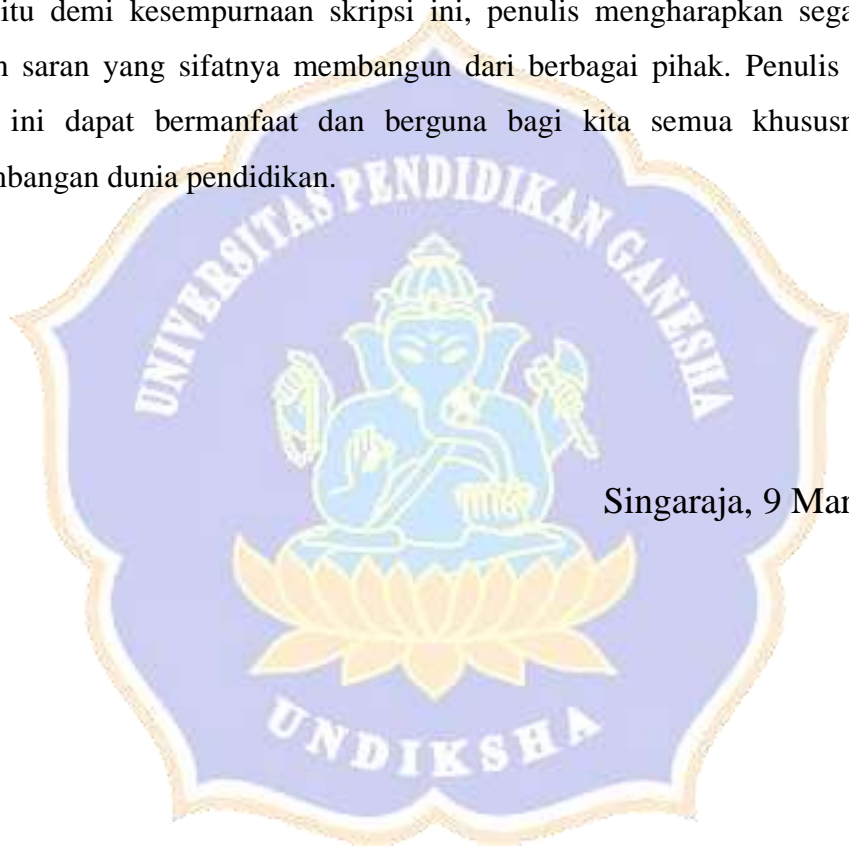 itu demi kesempurnaan skripsi ini, penulis mengharapkan sega
n saran yang sifatnya membangun dari berbagai pihak. Penulis
ini dapat bermanfaat dan berguna bagi kita semua khususn
mbangan dunia pendidikan.
UNIVERSITAS PENDIDIKAN GANESHA
Singaraja, 9 Mar
UNDIKSHA